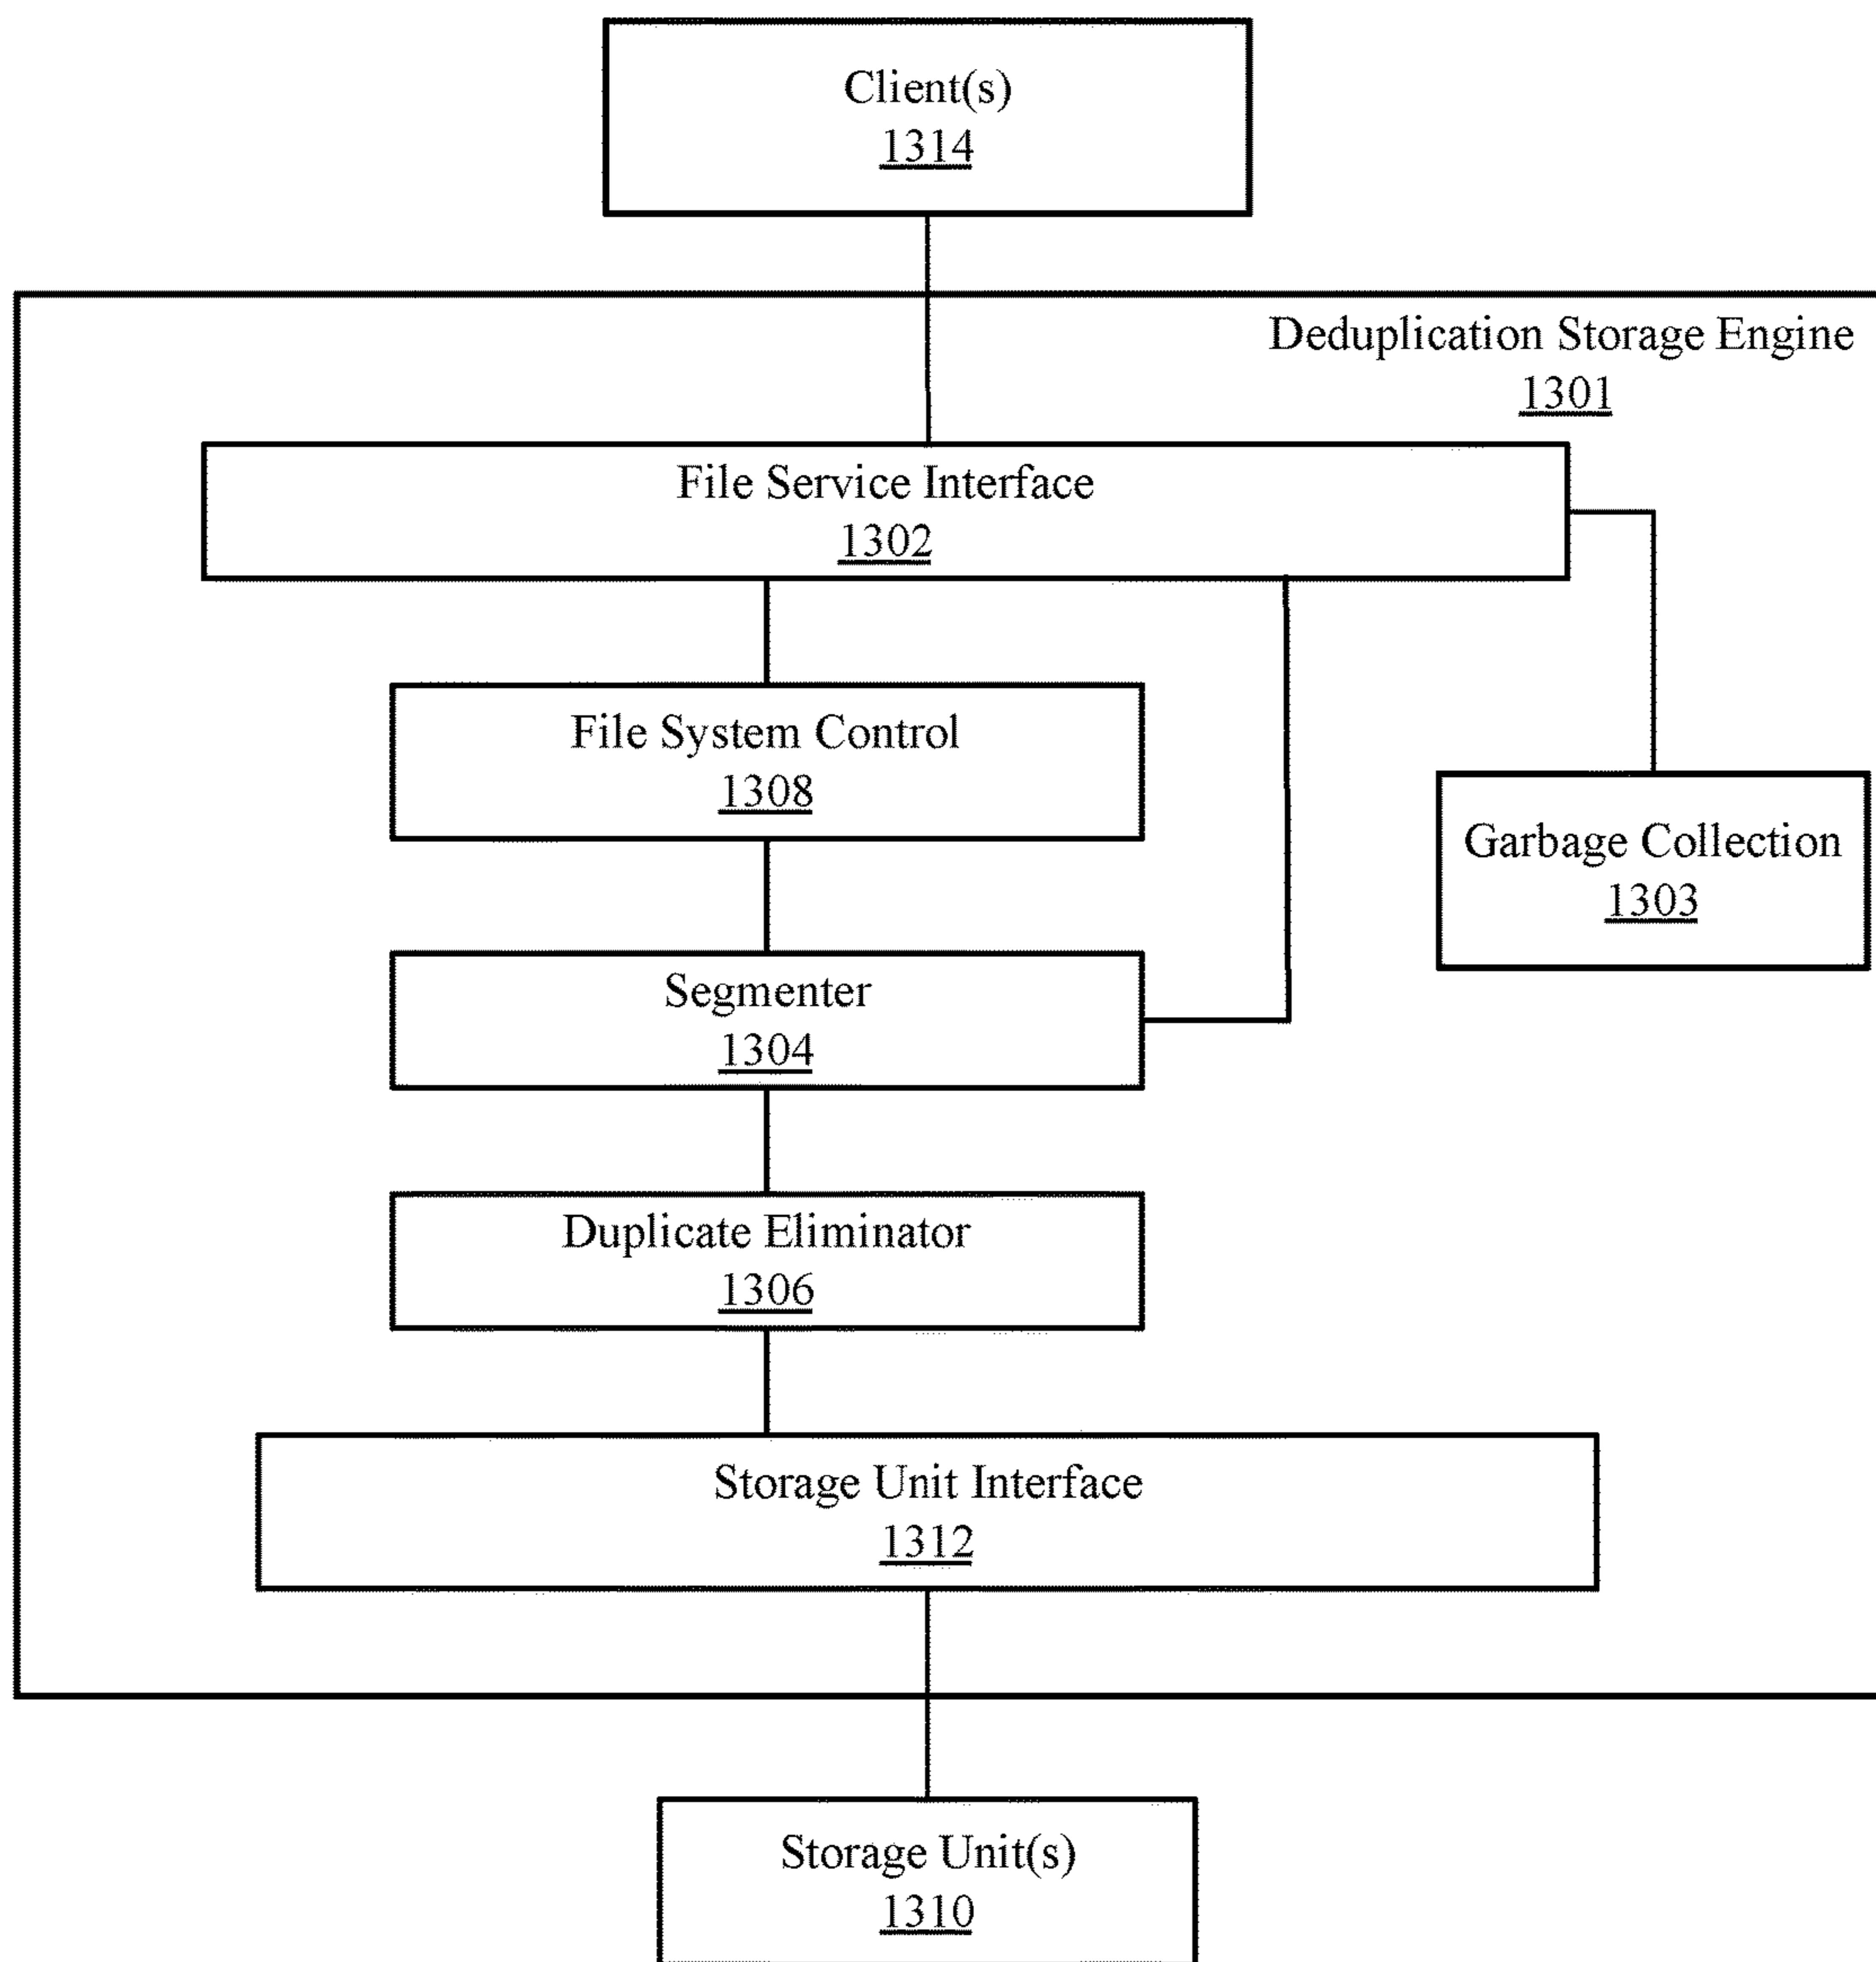 Client(s)
1314
Deduplication Storage Engine
1301
File Service Interface
1302
File System Control
1308
Garbage Collection
1303
Segmenter
1304
Duplicate Eliminator
1306
Storage Unit Interface
1312
Storage Unit(s)
1310